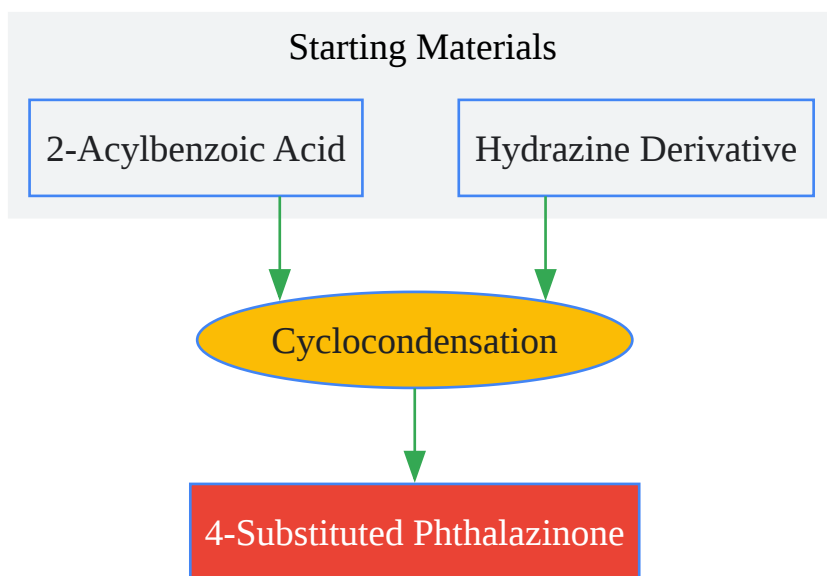 Starting Materials
2-Acylbenzoic Acid
Hydrazine Derivative
Cyclocondensation
4-Substituted Phthalazinone